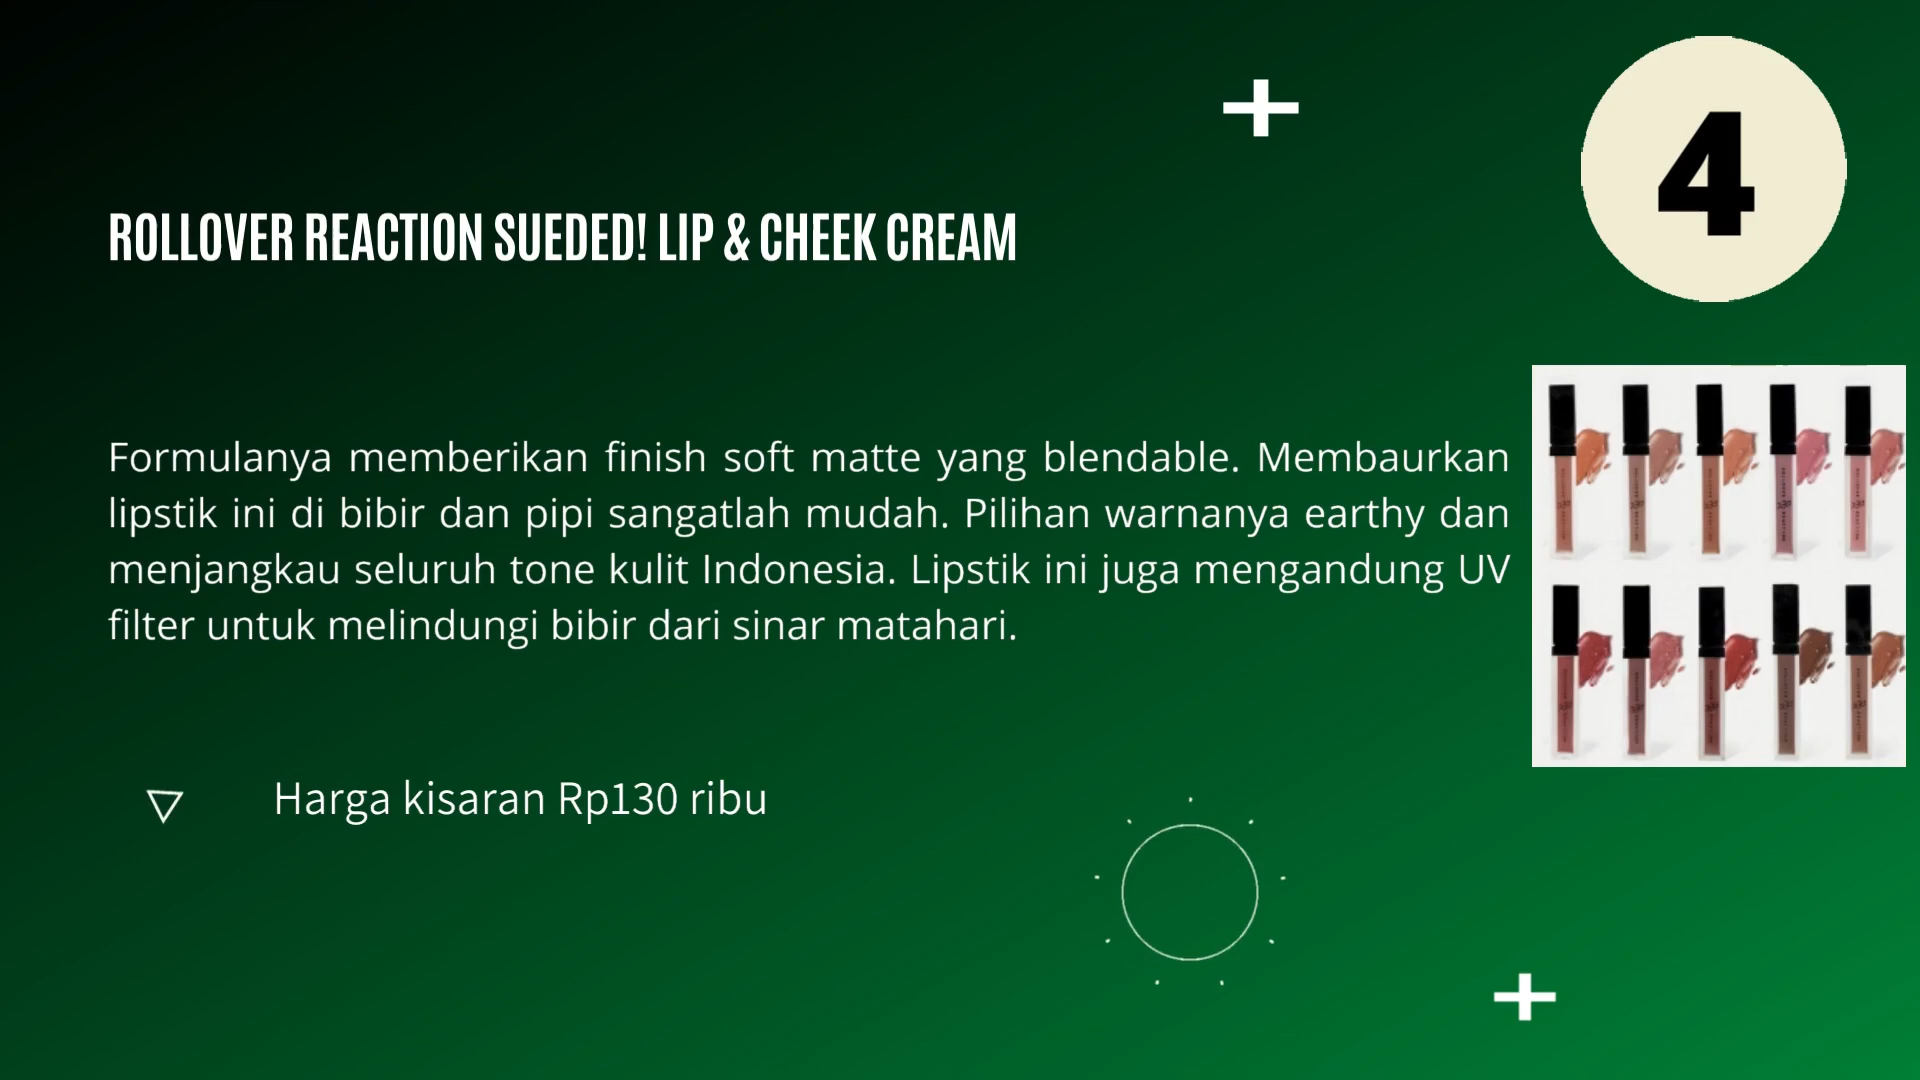 4
ROLLOVER REACTION SUEDED! LIP & CHEEK CREAM
Formulanya memberikan finish soft matte yang blendable. Membaurkan
lipstik ini di bibir dan pipi sangatlah mudah. Pilihan warnanya earthy dan
menjangkau seluruh tone kulit Indonesia. Lipstik ini juga mengandung UV
filter untuk melindungi bibir dari sinar matahari.
Harga kisaran Rp130 ribu